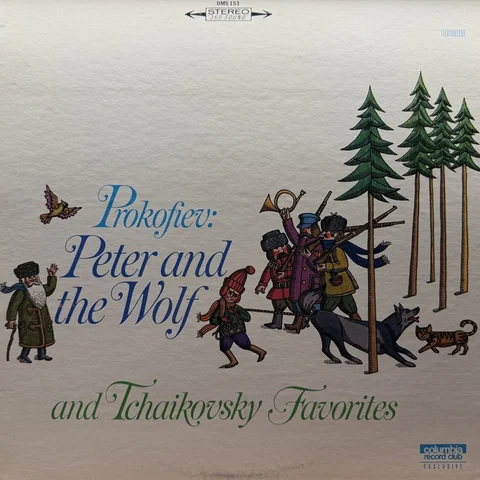 DMS 153
STEREO
360 SOUND
Prokofiev:
Peter and
the Wolf
and Tchaikovsky Favorites
columbia
record club
EXCLUSIVE